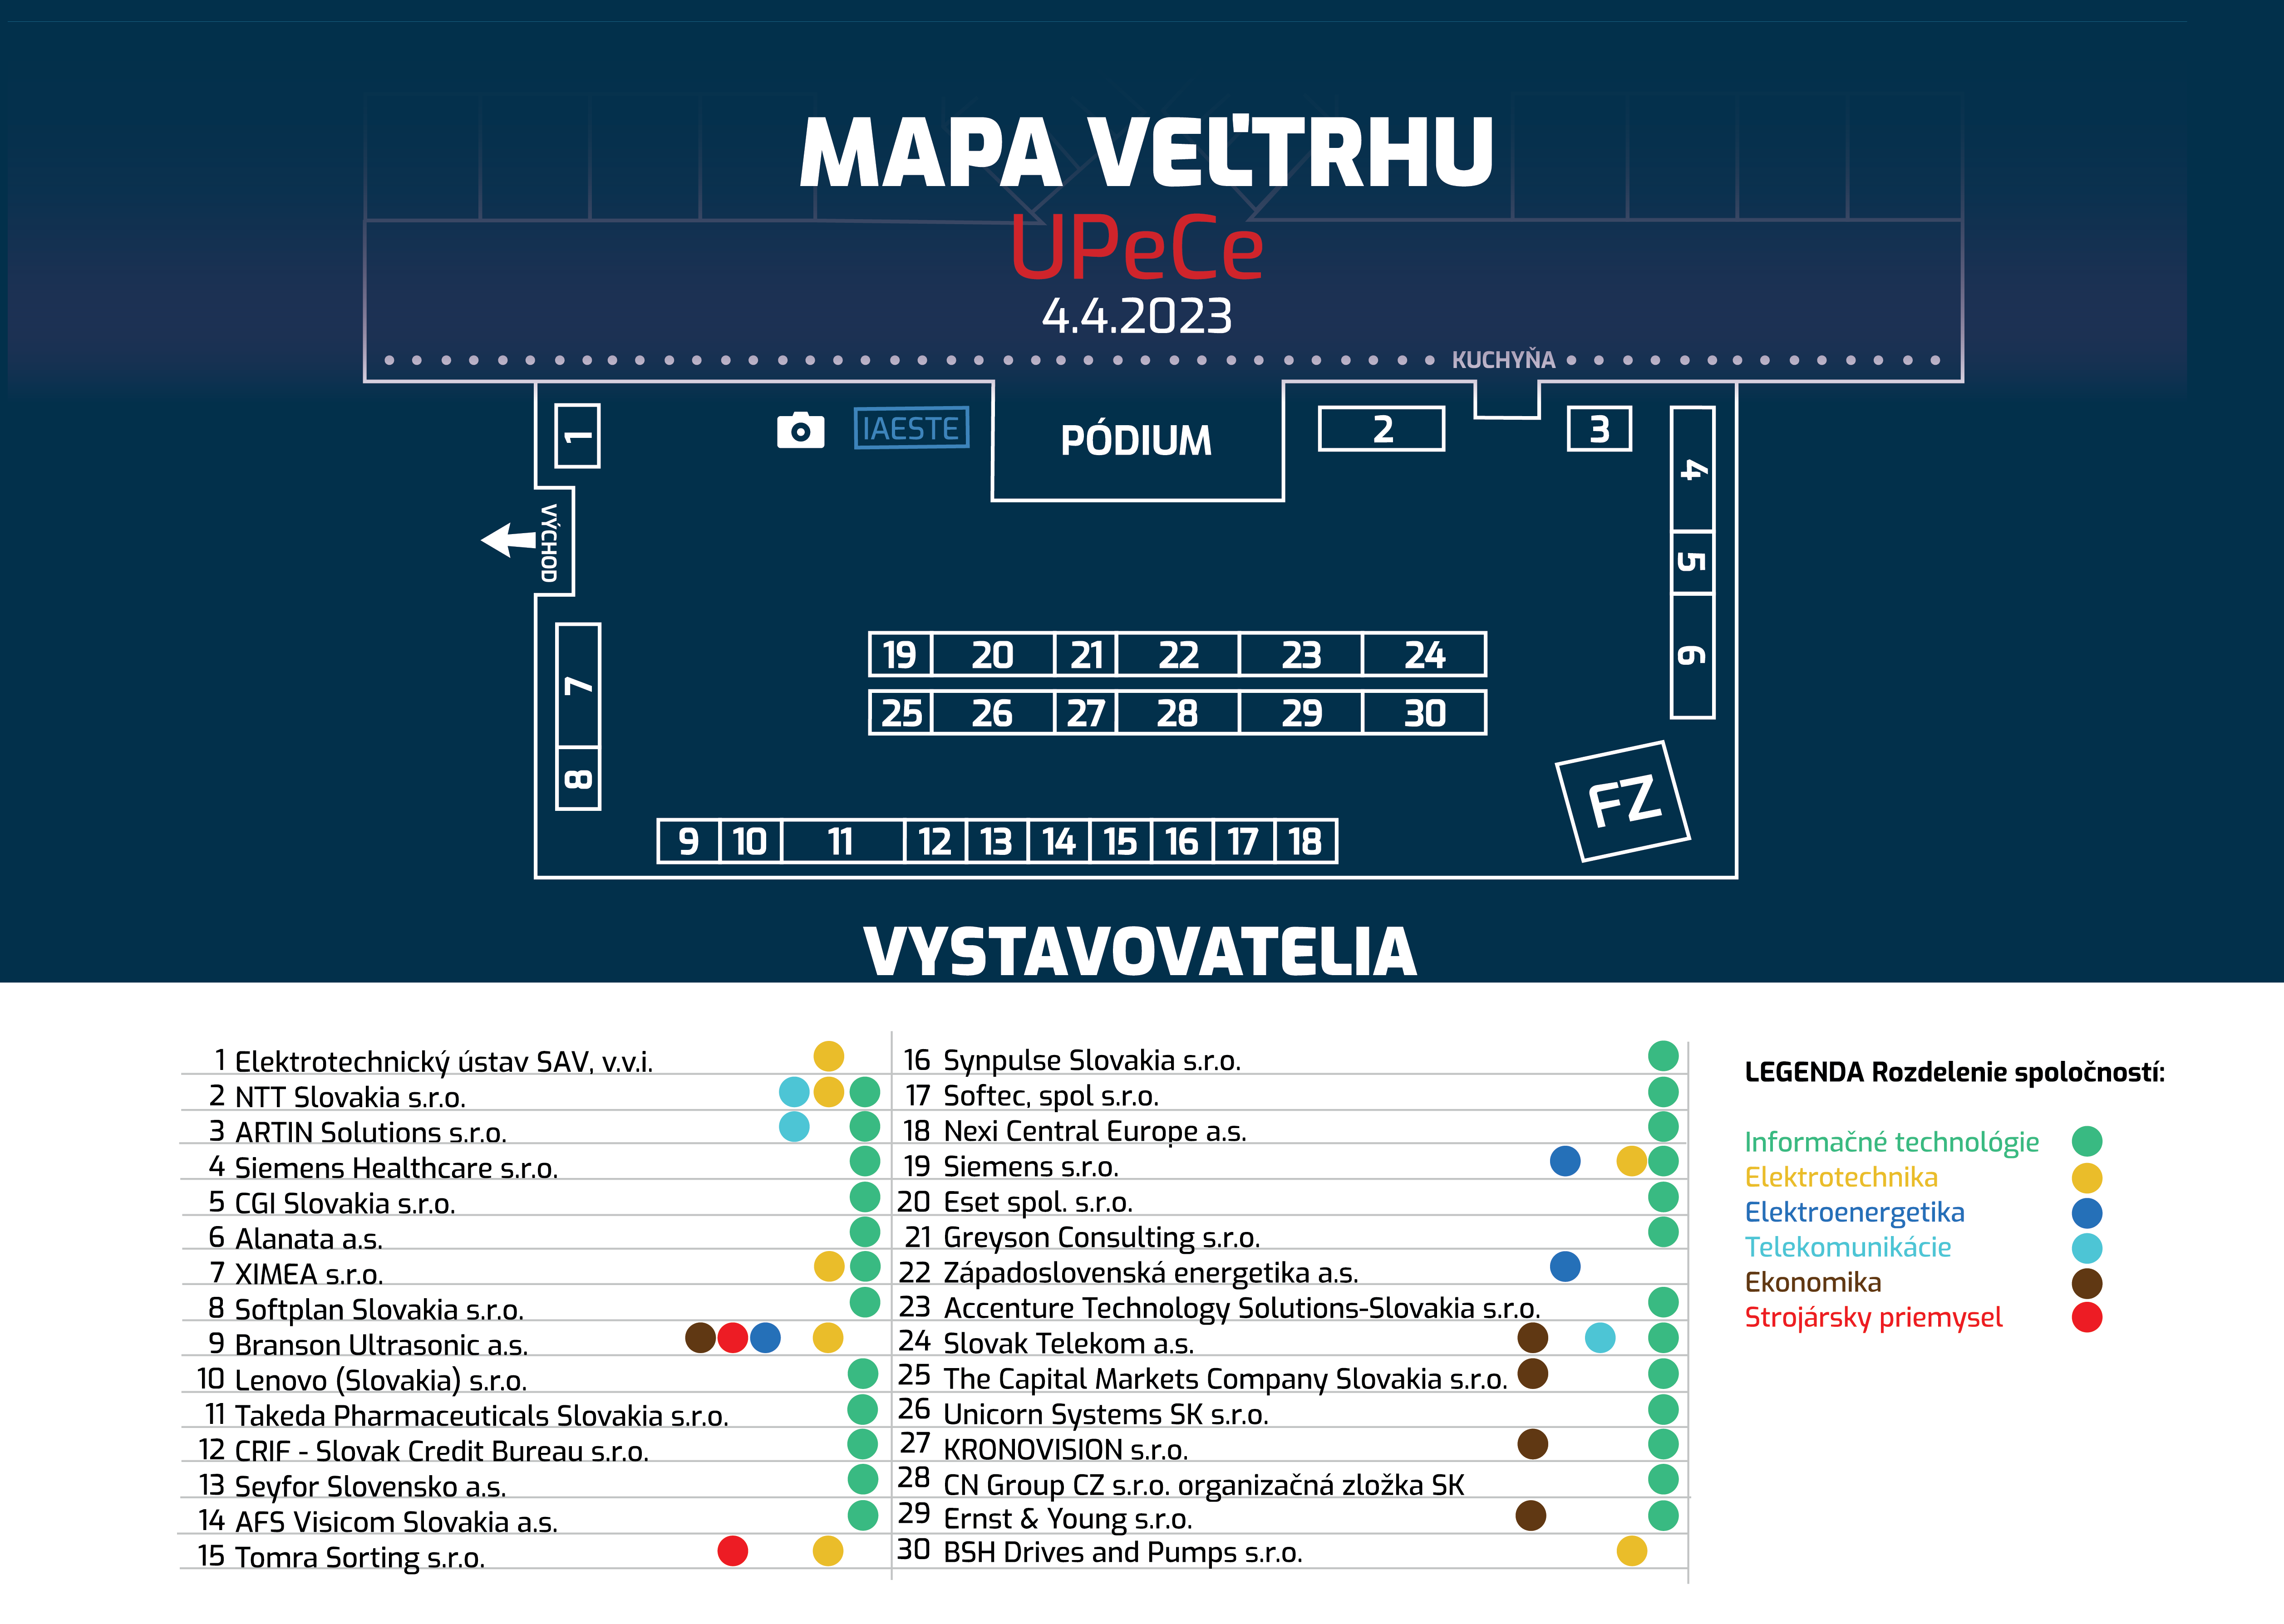 MAPA VEĽTRHU
UPeCe
4.4.2023
KUCHYŇA
1
IAESTE
PÓDIUM
2
3
4
VÝCHOD
5
6
7
8
19 20 21 22 23 24
25 26 27 28 29 30
FZ
9 10 11 12 13 14 15 16 17 18
VYSTAVOVATELIA
1 Elektrotechnický ústav SAV, v.v.i.
2 NTT Slovakia s.r.o.
3 ARTIN Solutions s.r.o.
4 Siemens Healthcare s.r.o.
5 CGI Slovakia s.r.o.
6 Alanata a.s.
7 XIMEA s.r.o.
8 Softplan Slovakia s.r.o.
9 Branson Ultrasonic a.s.
10 Lenovo (Slovakia) s.r.o.
11 Takeda Pharmaceuticals Slovakia s.r.o.
12 CRIF - Slovak Credit Bureau s.r.o.
13 Seyfor Slovensko a.s.
14 AFS Visicom Slovakia a.s.
15 Tomra Sorting s.r.o.
16 Synpulse Slovakia s.r.o.
17 Softec, spol s.r.o.
18 Nexi Central Europe a.s.
19 Siemens s.r.o.
20 Eset spol. s.r.o.
21 Greyson Consulting s.r.o.
22 Západoslovenská energetika a.s.
23 Accenture Technology Solutions-Slovakia s.r.o.
24 Slovak Telekom a.s.
25 The Capital Markets Company Slovakia s.r.o.
26 Unicorn Systems SK s.r.o.
27 KRONOVISION s.r.o.
28 CN Group CZ s.r.o. organizačná zložka SK
29 Ernst & Young s.r.o.
30 BSH Drives and Pumps s.r.o.
LEGENDA Rozdelenie spoločností:
Informačné technológie
Elektrotechnika
Elektroenergetika
Telekomunikácie
Ekonomika
Strojársky priemysel